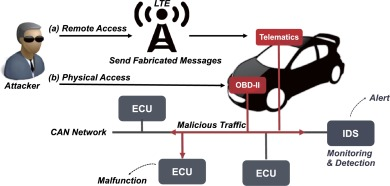 LTE
(a) Remote Access
Telematics
Send Fabricated Messages
Attacker
(b) Physical Access
OBD-II
ECU
Alert
CAN Network
Malicious Traffic
IDS
Monitoring
& Detection
Malfunction
ECU
ECU